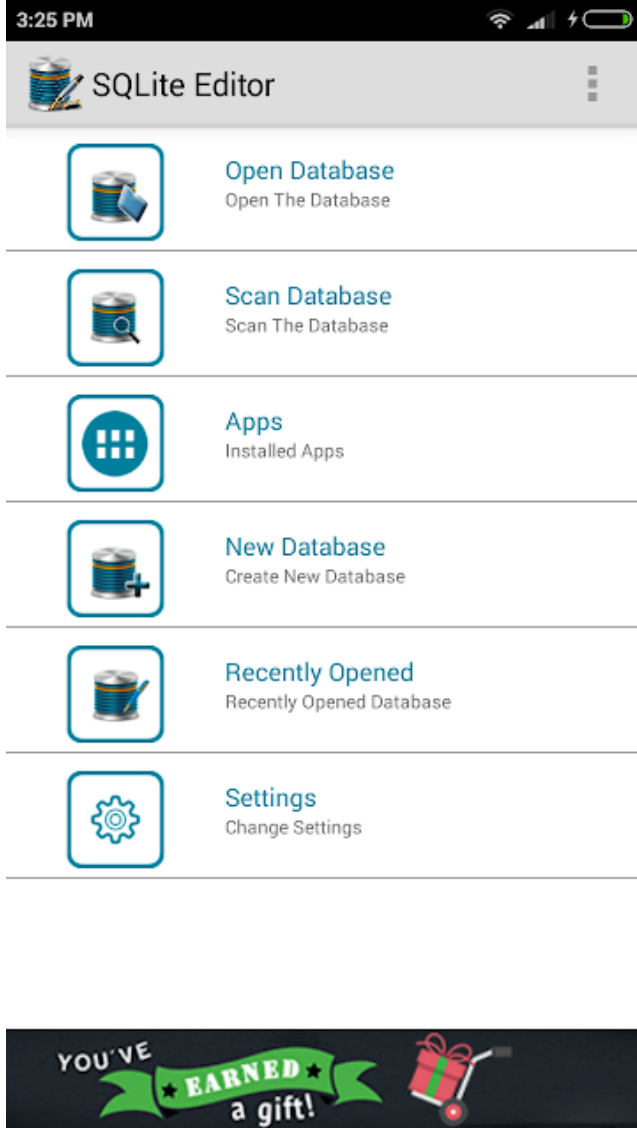 3:25 PM
SQLite Editor
Open Database
Open The Database
Scan Database
Scan The Database
Apps
Installed Apps
New Database
Create New Database
Recently Opened
Recently Opened Database
Settings
Change Settings
YOU'VE
EARNED
a gift!